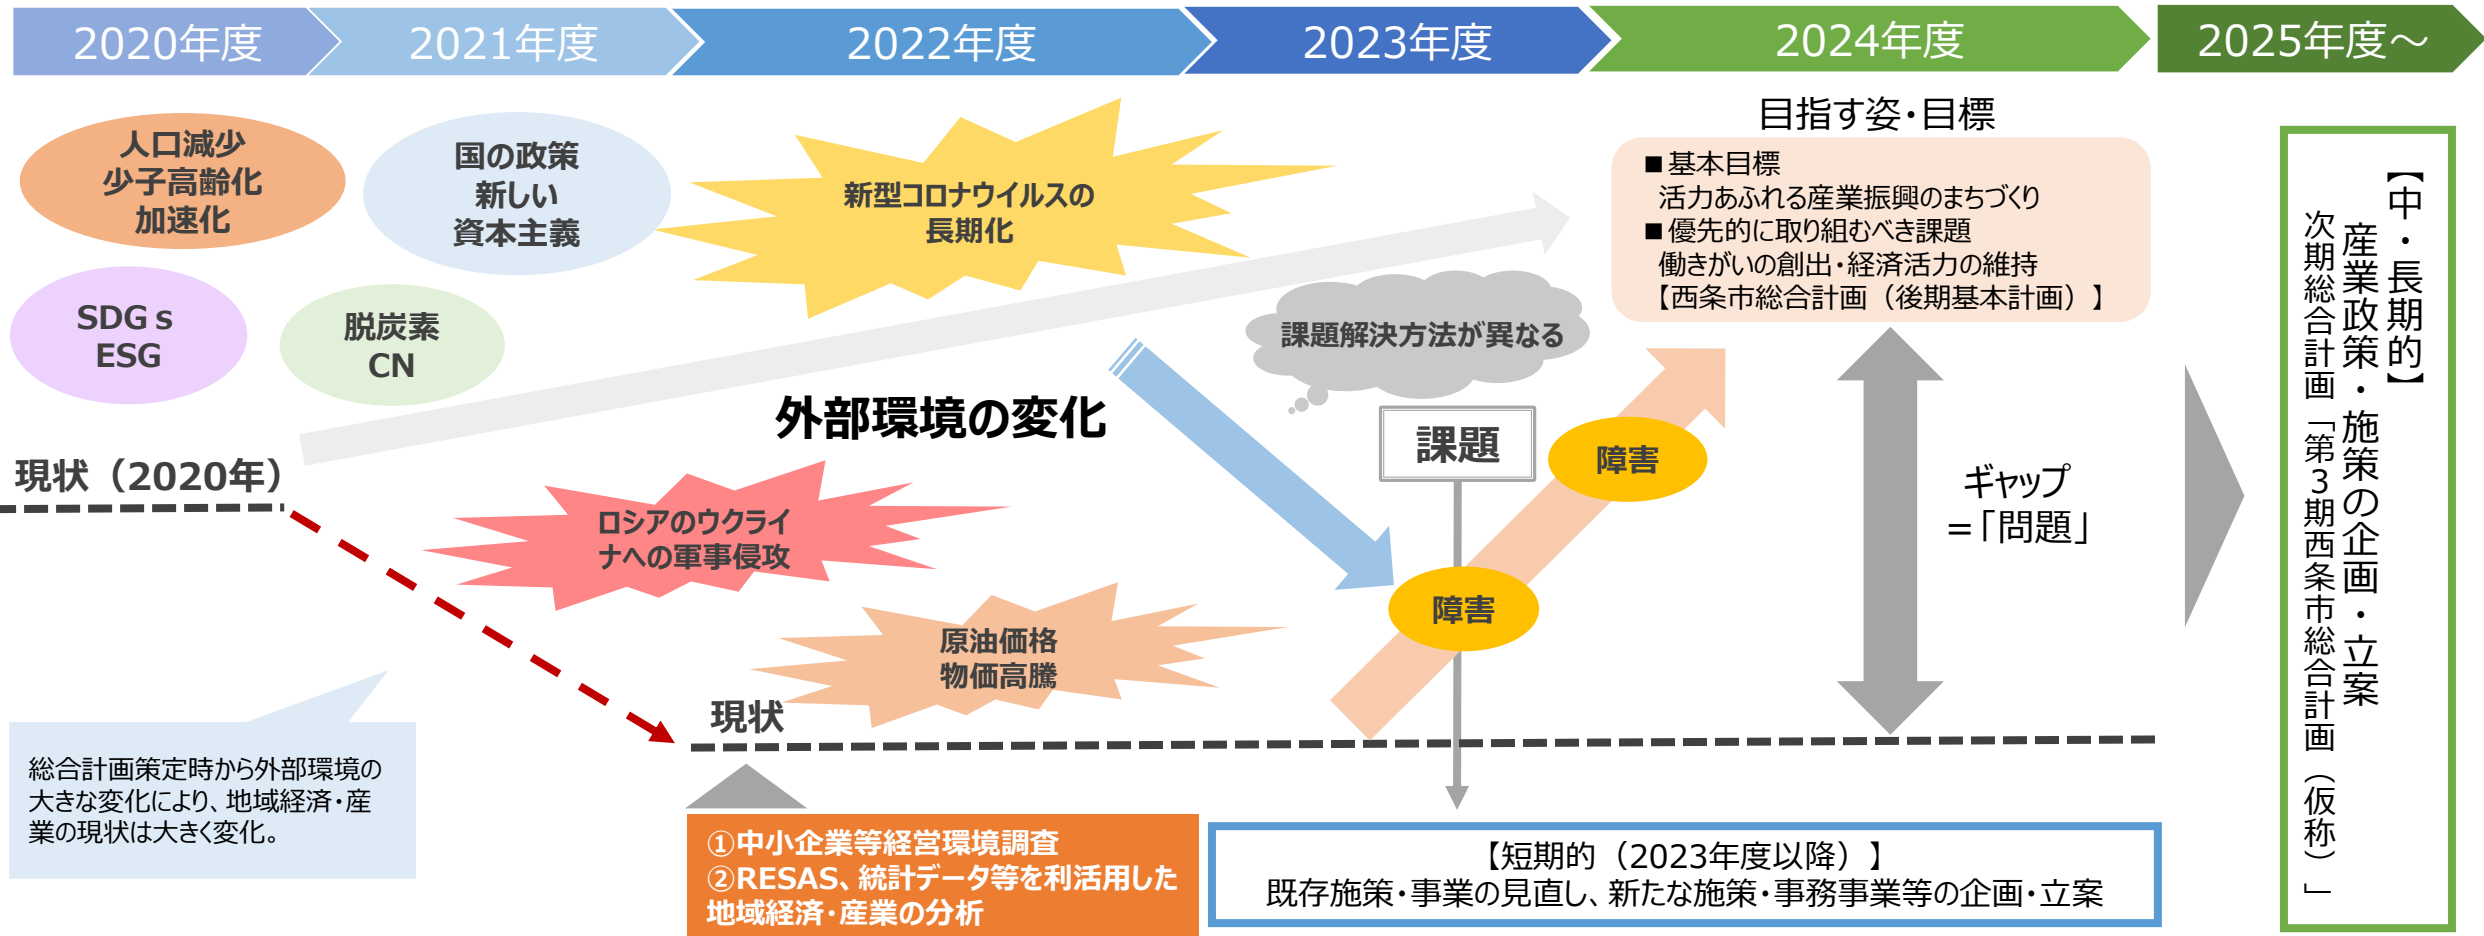 2020年度
2021年度
2022年度
2023年度
2024年度
2025年度～
人口減少
少子高齢化
加速化
国の政策
新しい
資本主義
新型コロナウイルスの
長期化
目指す姿・目標
■基本目標
活力あふれる産業振興のまちづくり
■優先的に取り組むべき課題
働きがいの創出・経済活力の維持
【西条市総合計画（後期基本計画）】
SDGｓ
ESG
脱炭素
CN
課題解決方法が異なる
外部環境の変化
課題
障害
障害
現状（2020年）
ロシアのウクライ
ナへの軍事侵攻
ギャップ
＝「問題」
原油価格
物価高騰
現状
総合計画策定時から外部環境の
大きな変化により、地域経済・産
業の現状は大きく変化。
①中小企業等経営環境調査
②RESAS、統計データ等を利活用した
地域経済・産業の分析
【短期的（2023年度以降）】
既存施策・事業の見直し、新たな施策・事務事業等の企画・立案
【中・長期的】
産業政策・施策の企画・立案
次期総合計画「第３期西条市総合計画（仮称）」